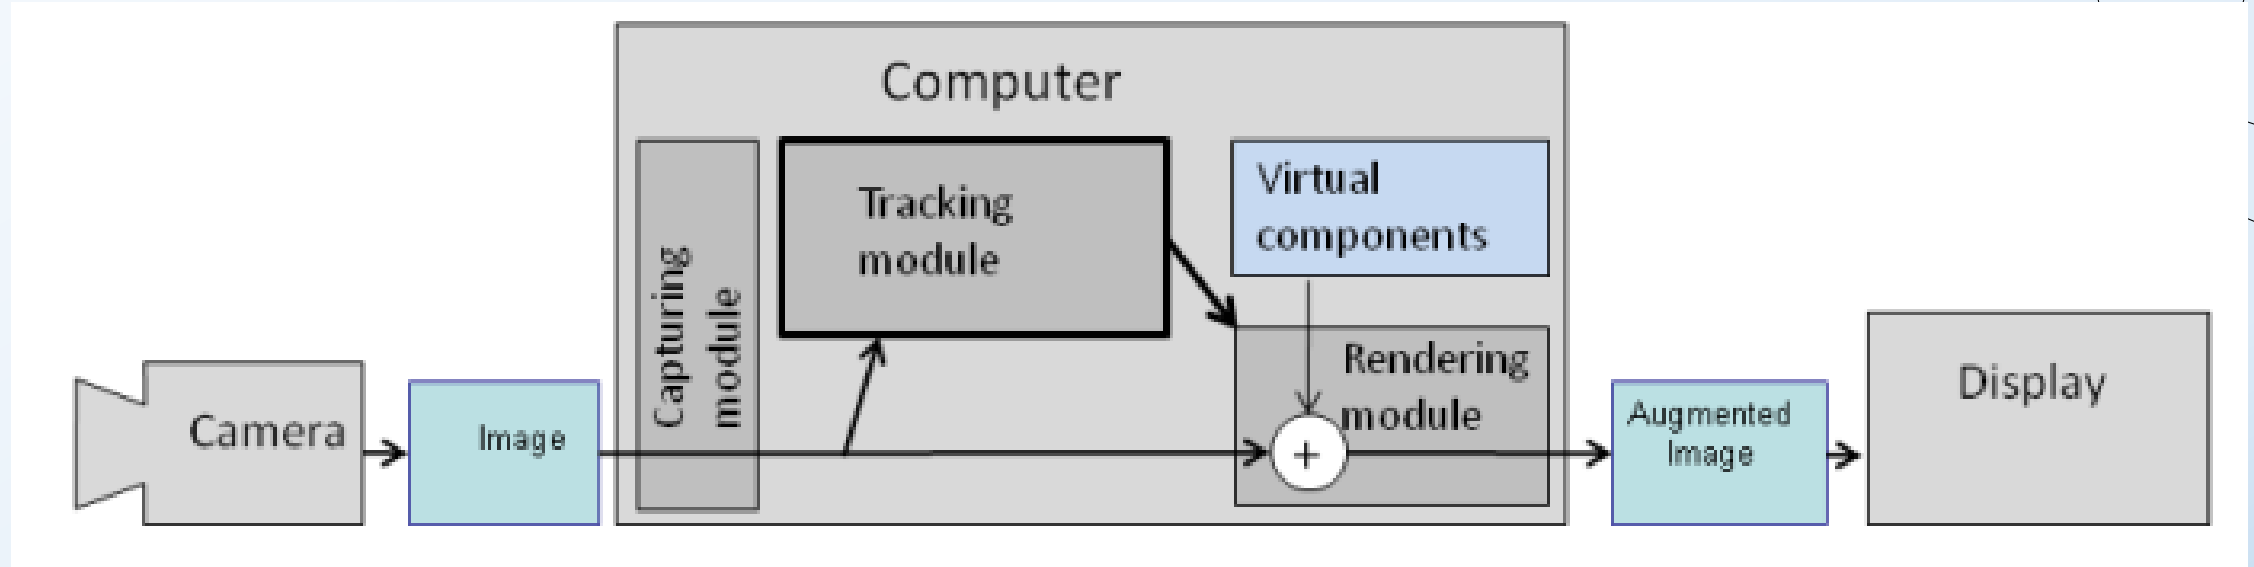 Computer
Capturing
module
Tracking
module
Virtual
components
Rendering
module
+
Camera
Image
Augmented
Image
Display